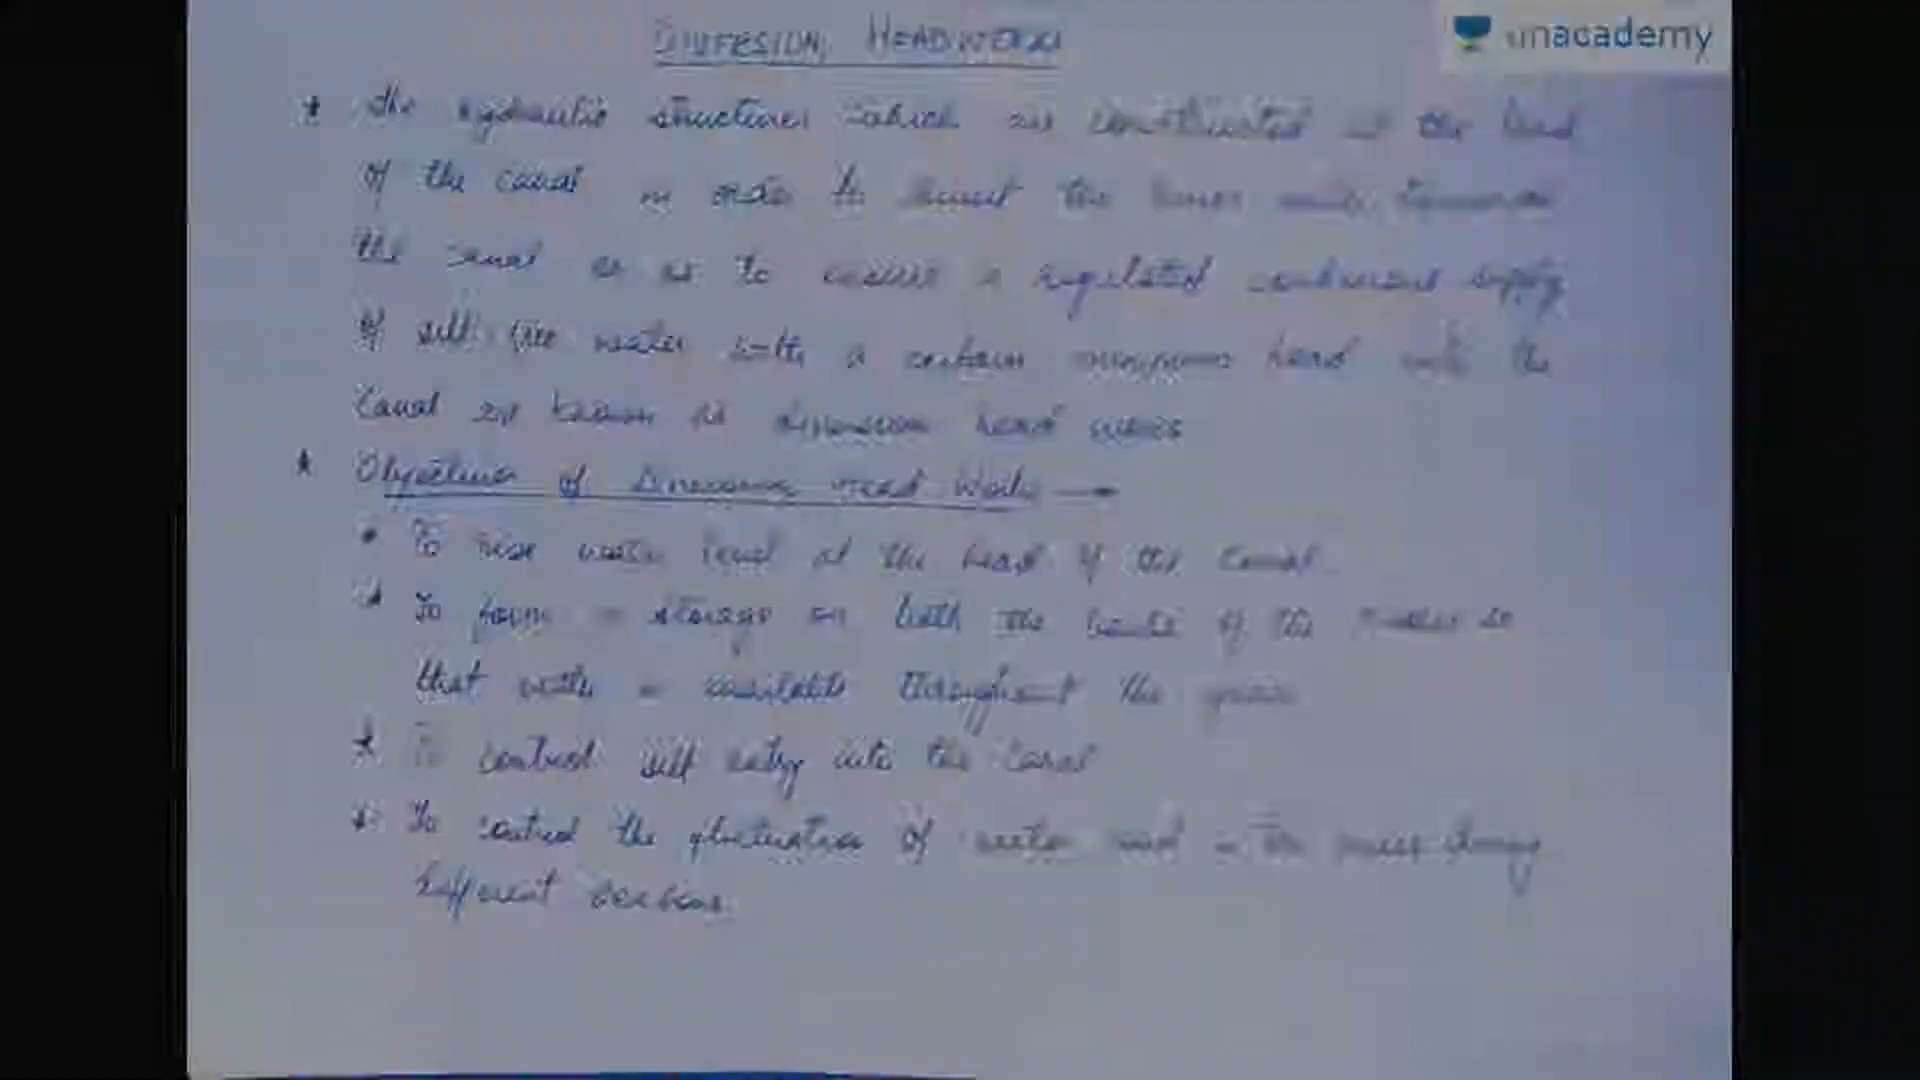 DIVERSION HEADWORKS
unacademy
* The hydraulic structures which are constructed at the head
of the canal in order to divert the river water towards
the canal so as to ensure a regulated continuous supply
of silt free water with a certain minimum head into the
canal are known as diversion head works
* Objectives of Diversion Head Works →
* To rise water level at the head of the canal.
* To form a storage on both the banks of the river so
that water is available throughout the year
* To control silt entry into the canal
* To control the fluctuation of water level in the river during
different seasons.